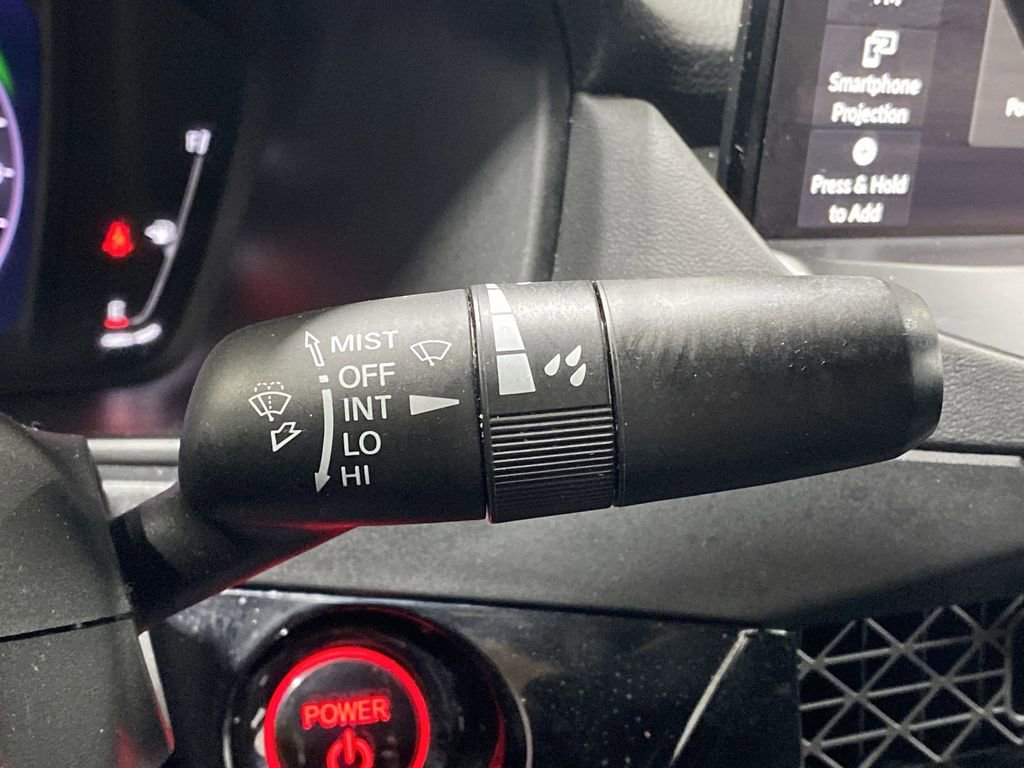 Smartphone
Projection
Press & Hold
to Add
MIST
OFF
INT
LO
HI
POWER